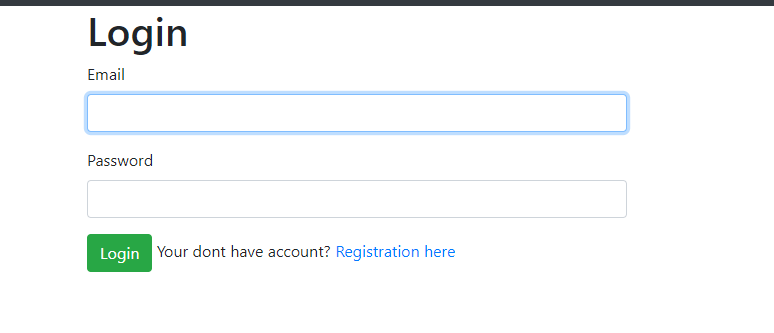 Login
Email
Password
Login Your dont have account? Registration here